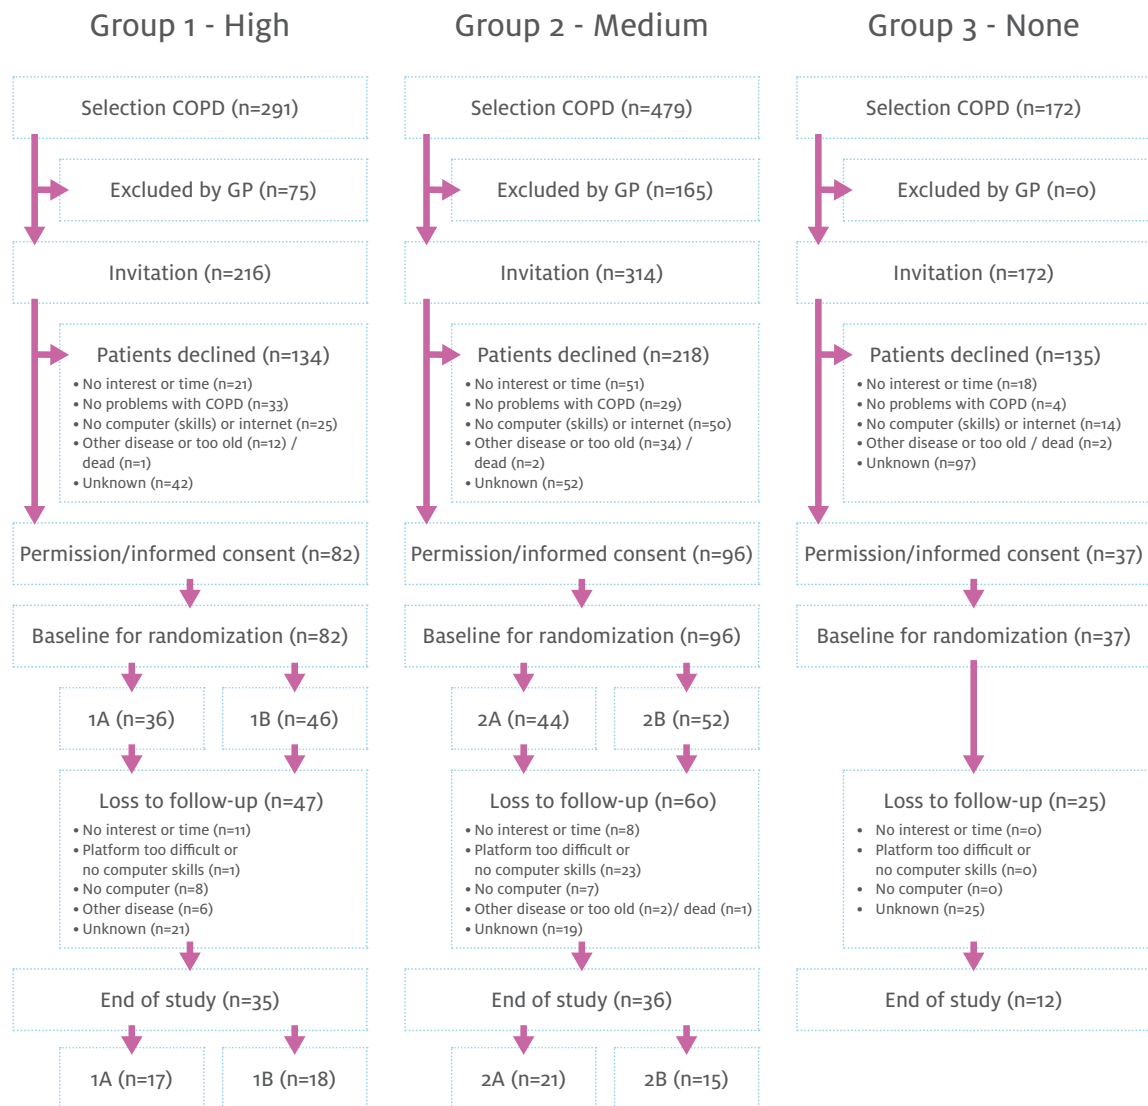 Group 1 - High
Selection COPD (n=291)
Excluded by GP (n=75)
Invitation (n=216)
Patients declined (n=134)
• No interest or time (n=21)
• No problems with COPD (n=33)
• No computer (skills) or internet (n=25)
• Other disease or too old (n=12) /
dead (n=1)
• Unknown (n=42)
Permission/informed consent (n=82)
Baseline for randomization (n=82)
1A (n=36)
1B (n=46)
Loss to follow-up (n=47)
• No interest or time (n=11)
• Platform too difficult or
no computer skills (n=1)
• No computer (n=8)
• Other disease (n=6)
• Unknown (n=21)
End of study (n=35)
1A (n=17)
1B (n=18)
Group 2 - Medium
Selection COPD (n=479)
Excluded by GP (n=165)
Invitation (n=314)
Patients declined (n=218)
• No interest or time (n=51)
• No problems with COPD (n=29)
• No computer (skills) or internet (n=50)
• Other disease or too old (n=34) /
dead (n=2)
• Unknown (n=52)
Permission/informed consent (n=96)
Baseline for randomization (n=96)
2A (n=44)
2B (n=52)
Loss to follow-up (n=60)
• No interest or time (n=8)
• Platform too difficult or
no computer skills (n=23)
• No computer (n=7)
• Other disease or too old (n=2)/ dead (n=1)
• Unknown (n=19)
End of study (n=36)
2A (n=21)
2B (n=15)
Group 3 - None
Selection COPD (n=172)
Excluded by GP (n=0)
Invitation (n=172)
Patients declined (n=135)
• No interest or time (n=18)
• No problems with COPD (n=4)
• No computer (skills) or internet (n=14)
• Other disease or too old / dead (n=2)
• Unknown (n=97)
Permission/informed consent (n=37)
Baseline for randomization (n=37)
Loss to follow-up (n=25)
• No interest or time (n=0)
• Platform too difficult or
no computer skills (n=0)
• No computer (n=0)
• Unknown (n=25)
End of study (n=12)